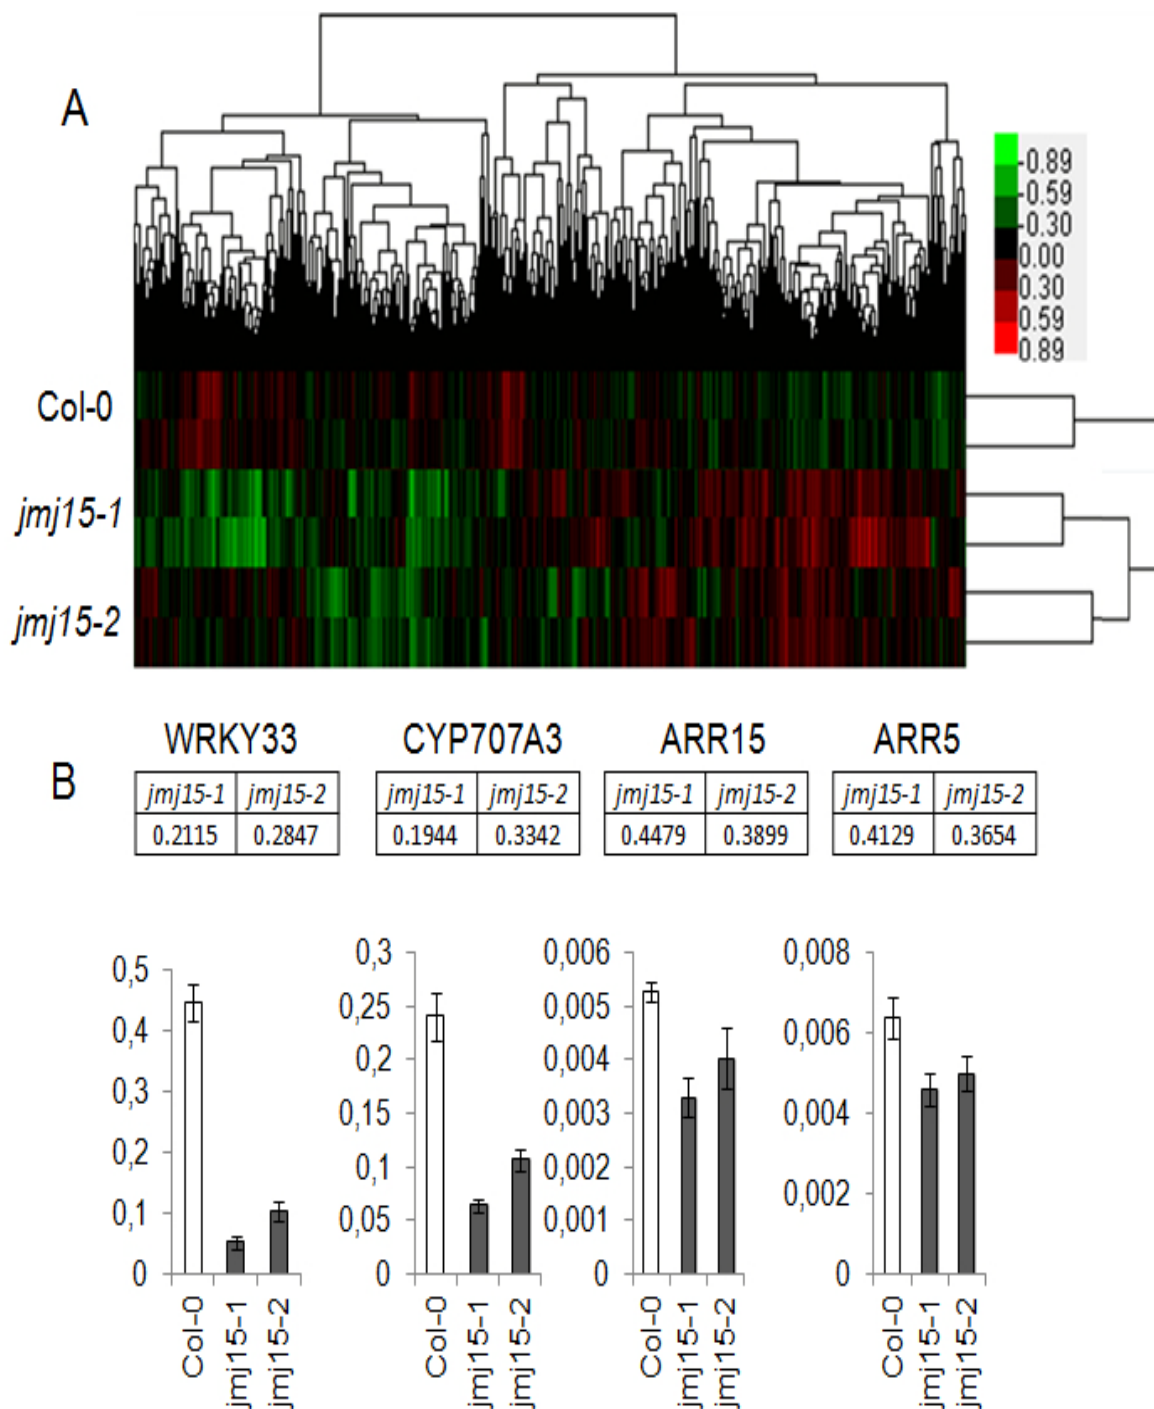 A
-0.89
-0.59
-0.30
0.00
0.30
0.59
0.89
Col-0
jmj15-1
jmj15-2
B
WRKY33 CYP707A3 ARR15 ARR5
jmj15-1 jmj15-2 jmj15-1 jmj15-2 jmj15-1 jmj15-2 jmj15-1 jmj15-2
0.2115 0.2847 0.1944 0.3342 0.4479 0.3899 0.4129 0.3654
0,5
0,4
0,3
0,2
0,1
0
Col-0
jmj15-1
jmj15-2
0,3
0,25
0,2
0,15
0,1
0,05
0
Col-0
jmj15-1
jmj15-2
0,006
0,005
0,004
0,003
0,002
0,001
0
Col-0
jmj15-1
jmj15-2
0,008
0,006
0,004
0,002
0
Col-0
jmj15-1
jmj15-2